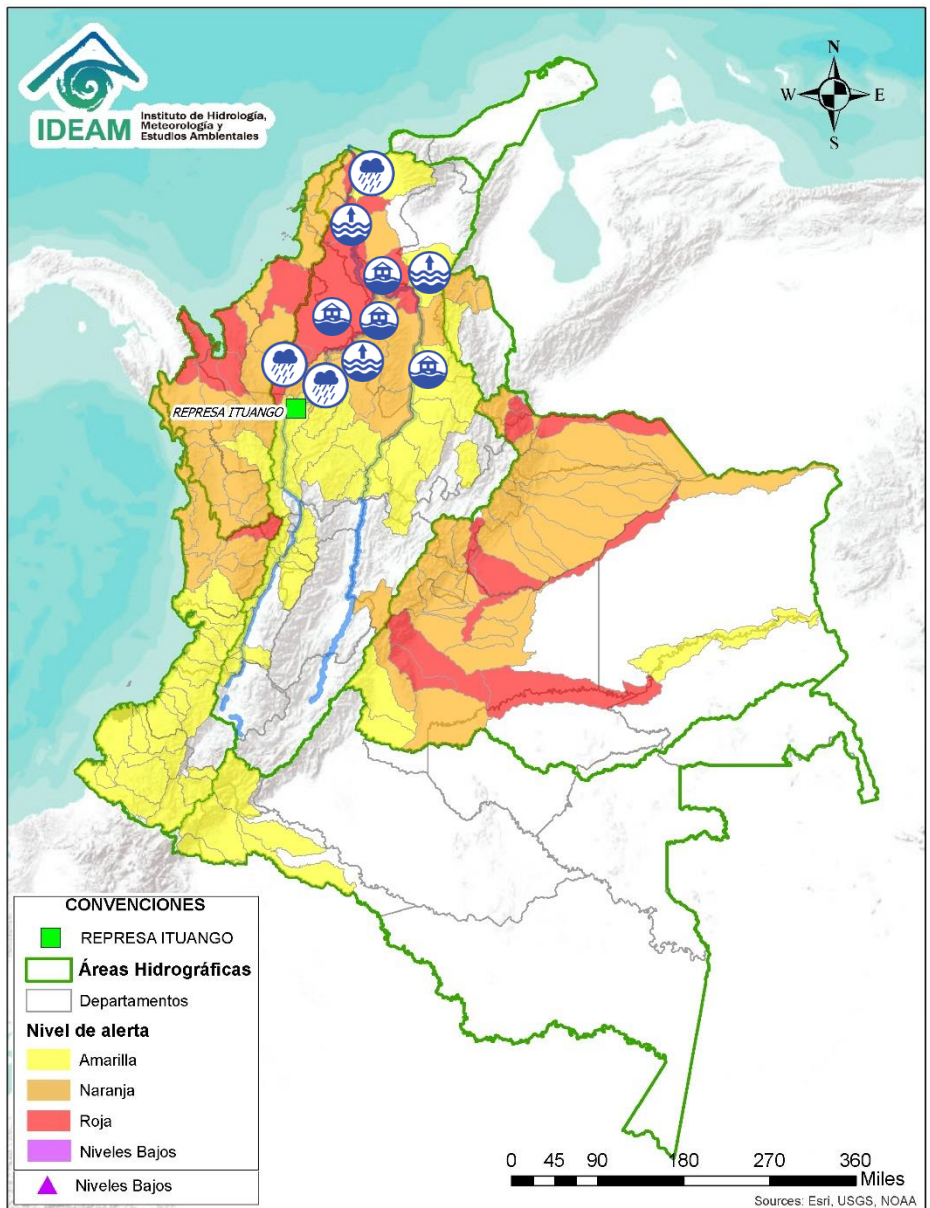 IDEAM
Instituto de Hidrología,
Meteorología y
Estudios Ambientales
N
W
E
S
REPRESA ITUANGO
CONVENCIONES
REPRESA ITUANGO
Áreas Hidrográficas
Departamentos
Nivel de alerta
Amarilla
Naranja
Roja
Niveles Bajos
Niveles Bajos
0 45 90 180 270 360
Miles
Sources: Esri, USGS, NOAA